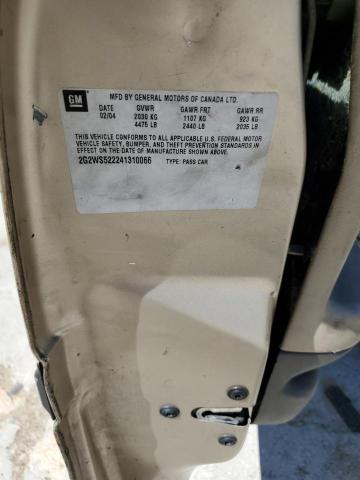 GM
MFD BY GENERAL MOTORS OF CANADA LTD.
DATE GVWR GAWR FRT GAWR RR
02/04 2030 KG 1107 KG 923 KG
4475 LB 2440 LB 2035 LB
THIS VEHICLE CONFORMS TO ALL APPLICABLE U.S. FEDERAL MOTOR
VEHICLE SAFETY, BUMPER, AND THEFT PREVENTION STANDARDS IN
EFFECT ON THE DATE OF MANUFACTURE SHOWN ABOVE.
2G2WS522241310066 TYPE: PASS CAR